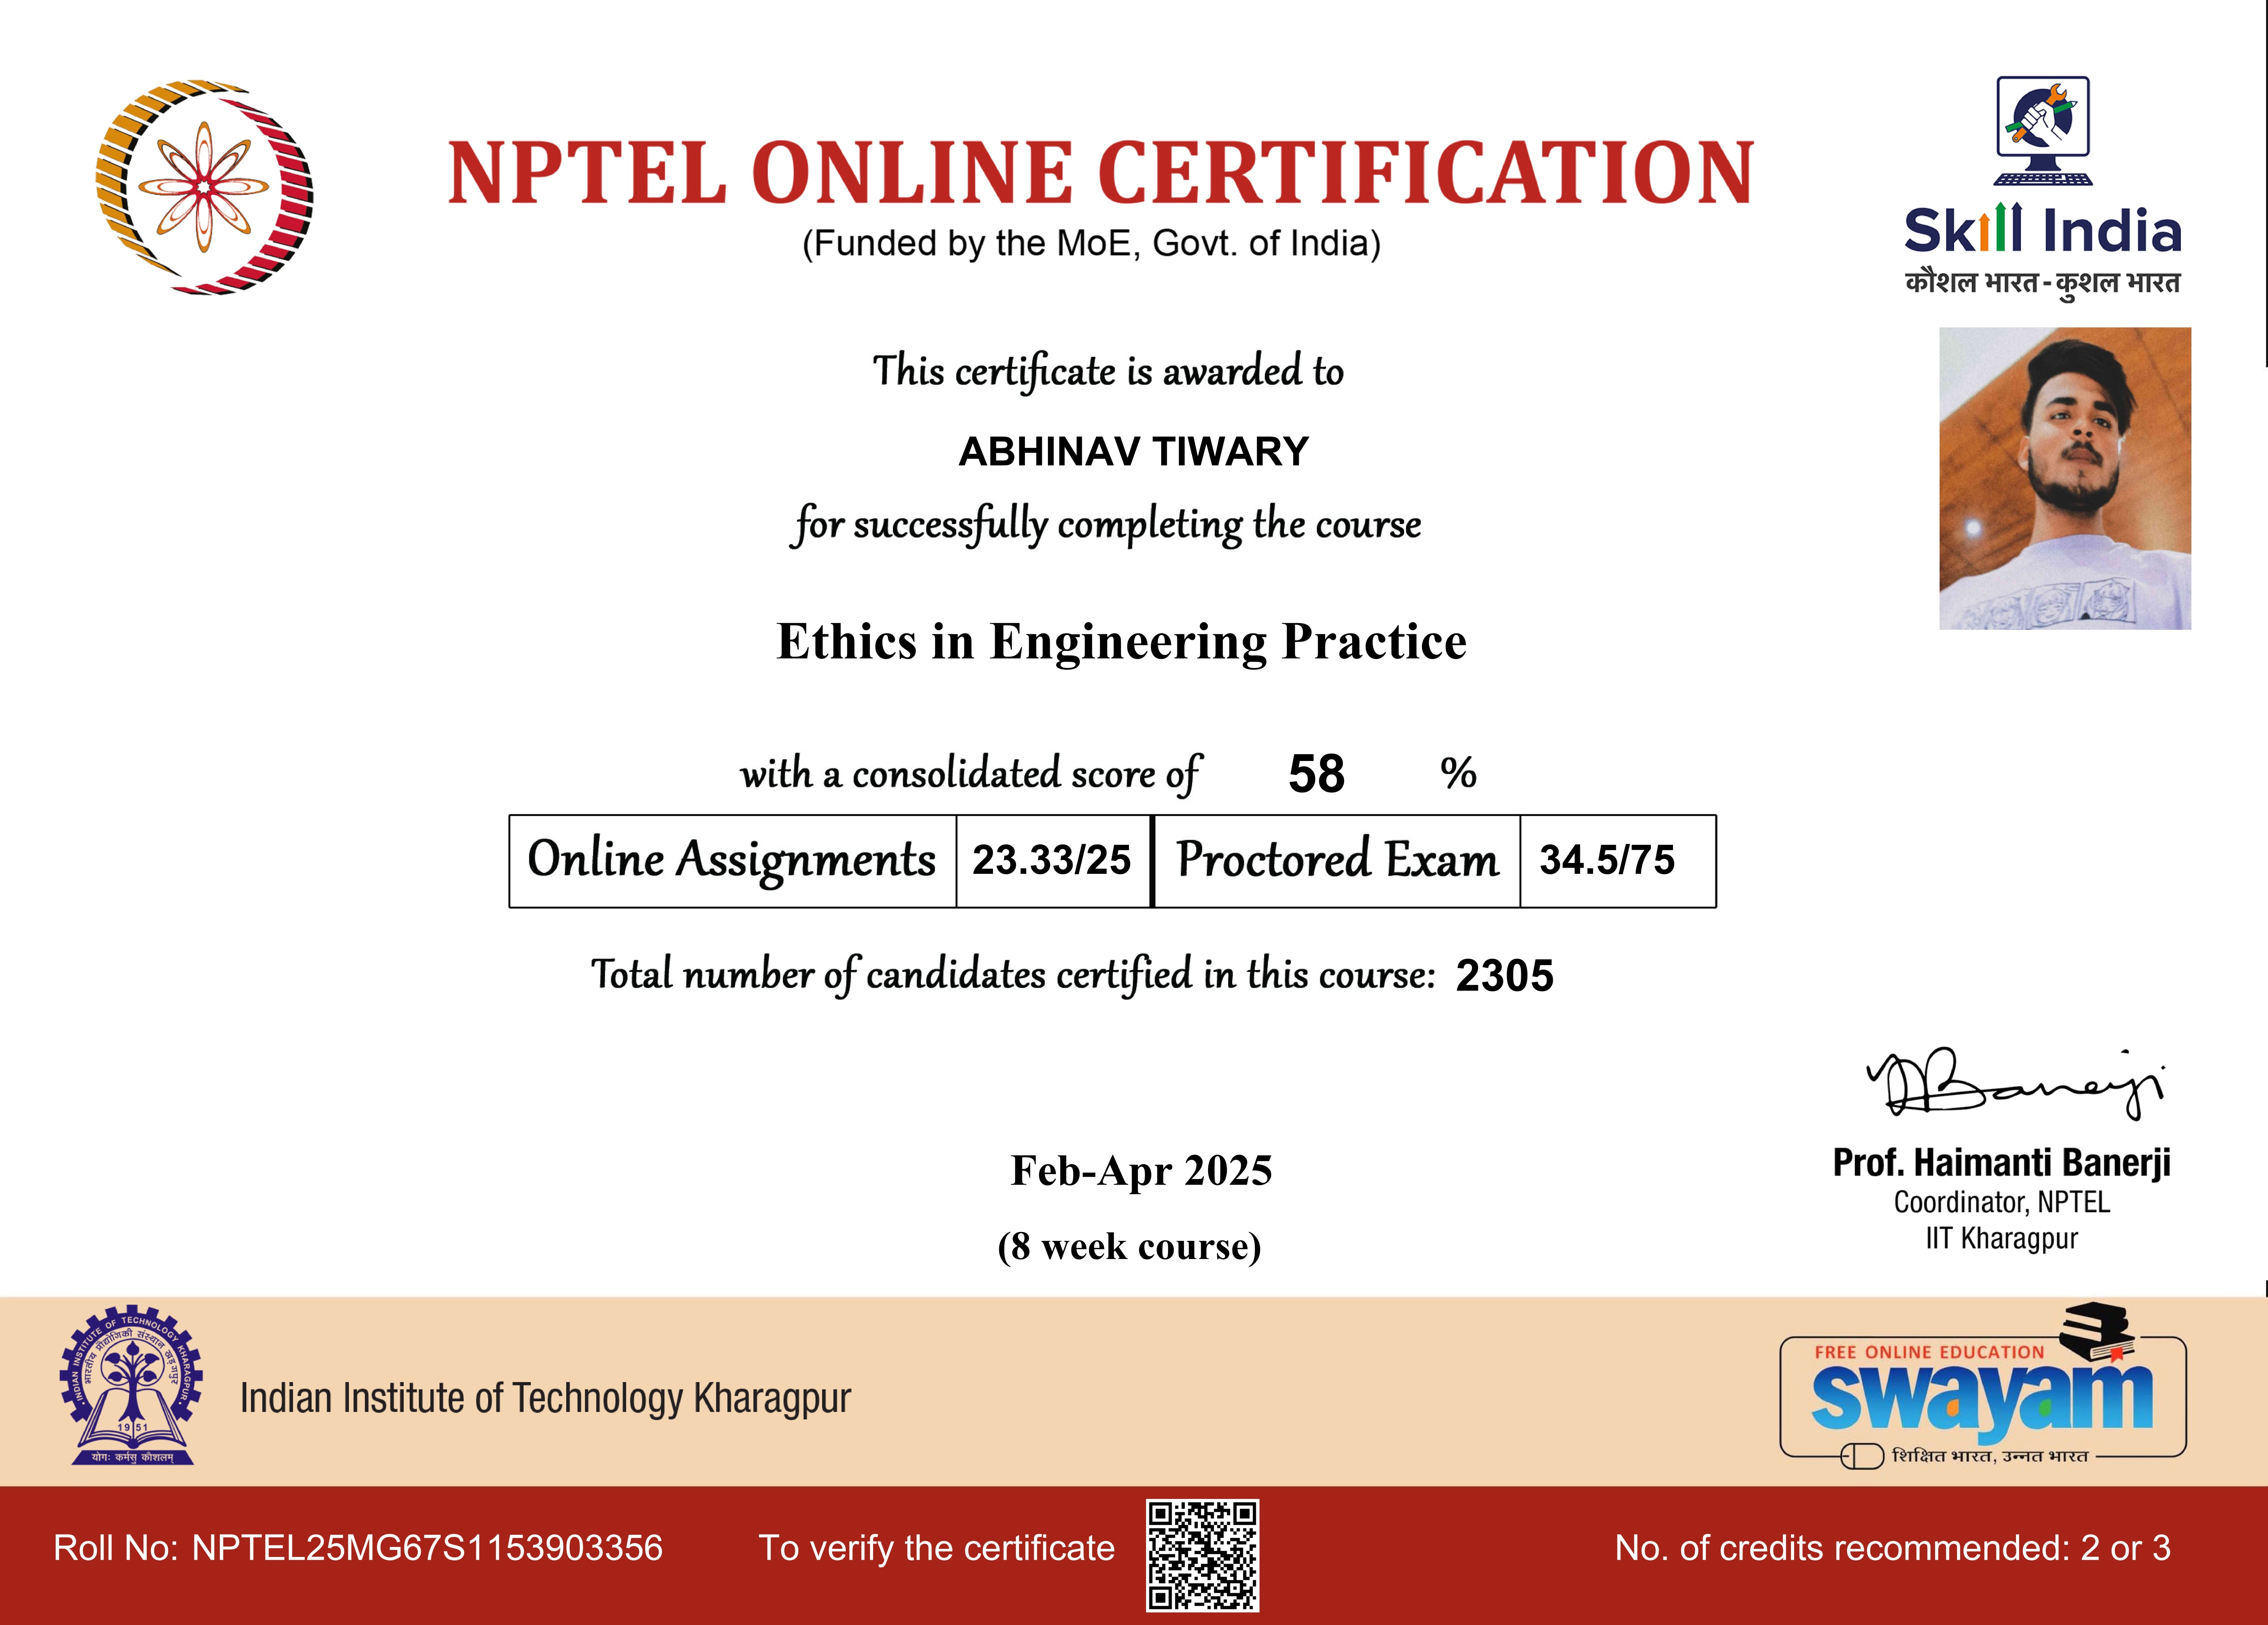 NPTEL ONLINE CERTIFICATION
(Funded by the MoE, Govt. of India)
Skill India
कौशल भारत - कुशल भारत
This certificate is awarded to
ABHINAV TIWARY
for successfully completing the course
Ethics in Engineering Practice
with a consolidated score of 58 %
Online Assignments 23.33/25 Proctored Exam 34.5/75
Total number of candidates certified in this course: 2305
Banerji
Prof. Haimanti Banerji
Coordinator, NPTEL
IIT Kharagpur
Feb-Apr 2025
(8 week course)
INDIAN INSTITUTE OF TECHNOLOGY KHARAGPUR
भारतीय प्रौद्योगिकी संस्थान खड़गपुर
1951
योगः कर्मसु कौशलम्
Indian Institute of Technology Kharagpur
FREE ONLINE EDUCATION
swayam
शिक्षित भारत, उन्नत भारत
Roll No: NPTEL25MG67S1153903356
To verify the certificate
No. of credits recommended: 2 or 3